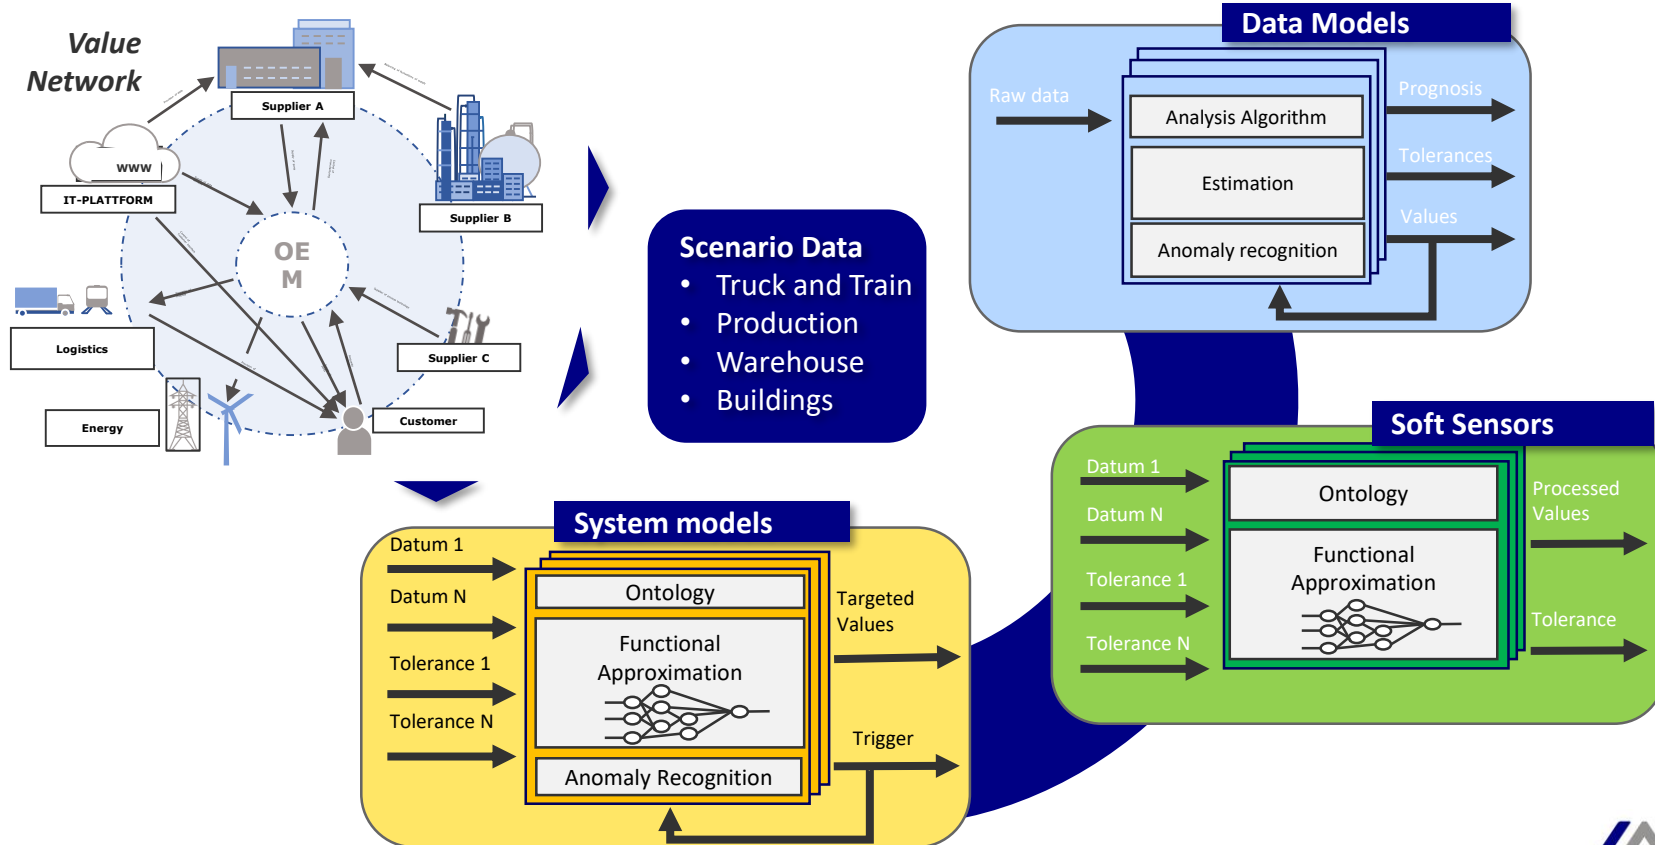 Value
Network
Supplier A
www
IT-PLATTFORM
Supplier B
OE
M
Logistics
Supplier C
Energy
Customer
Scenario Data
• Truck and Train
• Production
• Warehouse
• Buildings
Data Models
Raw data
Analysis Algorithm
Estimation
Anomaly recognition
Prognosis
Tolerances
Values
System models
Datum 1
Datum N
Tolerance 1
Tolerance N
Ontology
Functional
Approximation
Anomaly Recognition
Targeted
Values
Trigger
Soft Sensors
Datum 1
Datum N
Tolerance 1
Tolerance N
Ontology
Functional
Approximation
Processed
Values
Tolerance